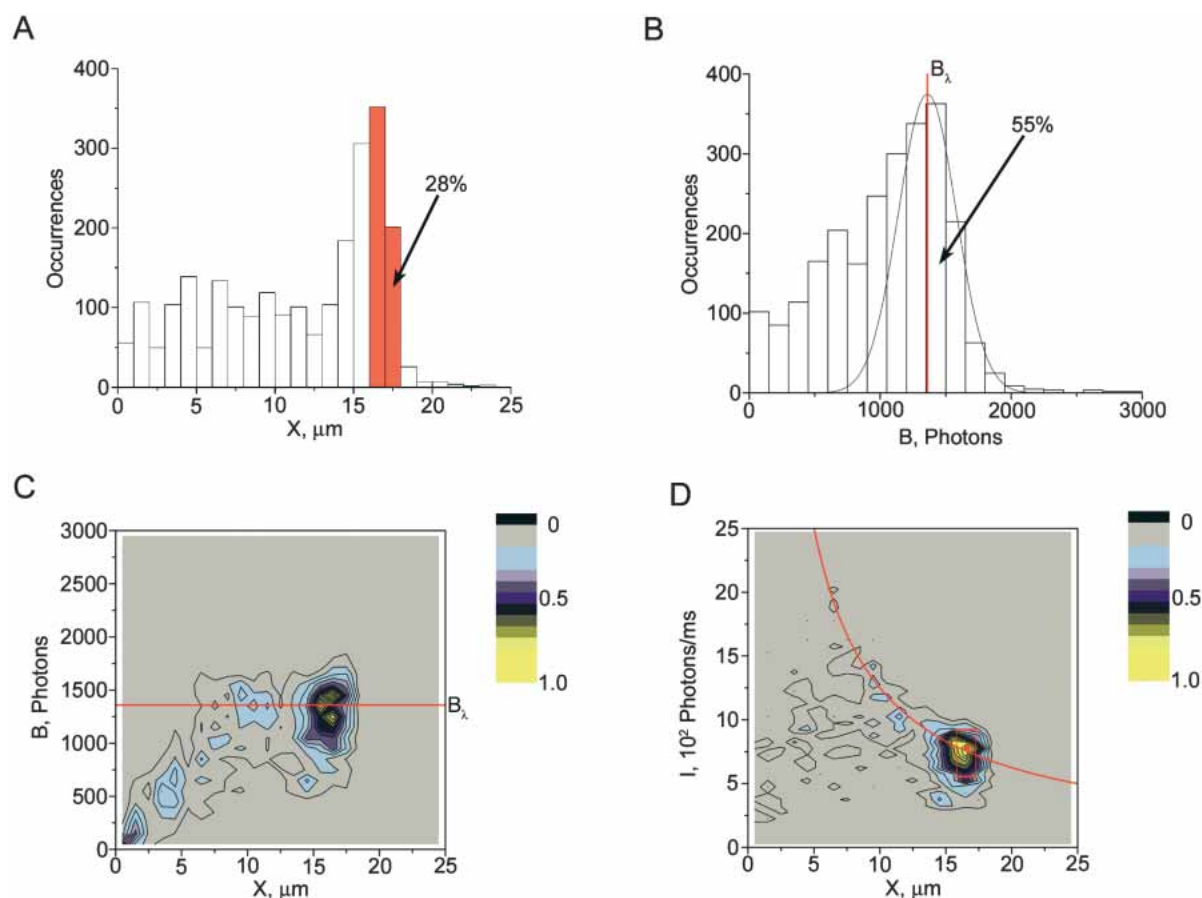 A
400
300
200
100
0
Occurrences
28%
0 5 10 15 20 25
X, μm
B
400
300
200
100
0
Occurrences
Bλ
55%
0 1000 2000 3000
B, Photons
C
3000
2500
2000
1500
1000
500
0
B, Photons
Bλ
0 5 10 15 20 25
X, μm
0
0.5
1.0
D
25
20
15
10
5
0
I, 10² Photons/ms
0 5 10 15 20 25
X, μm
0
0.5
1.0